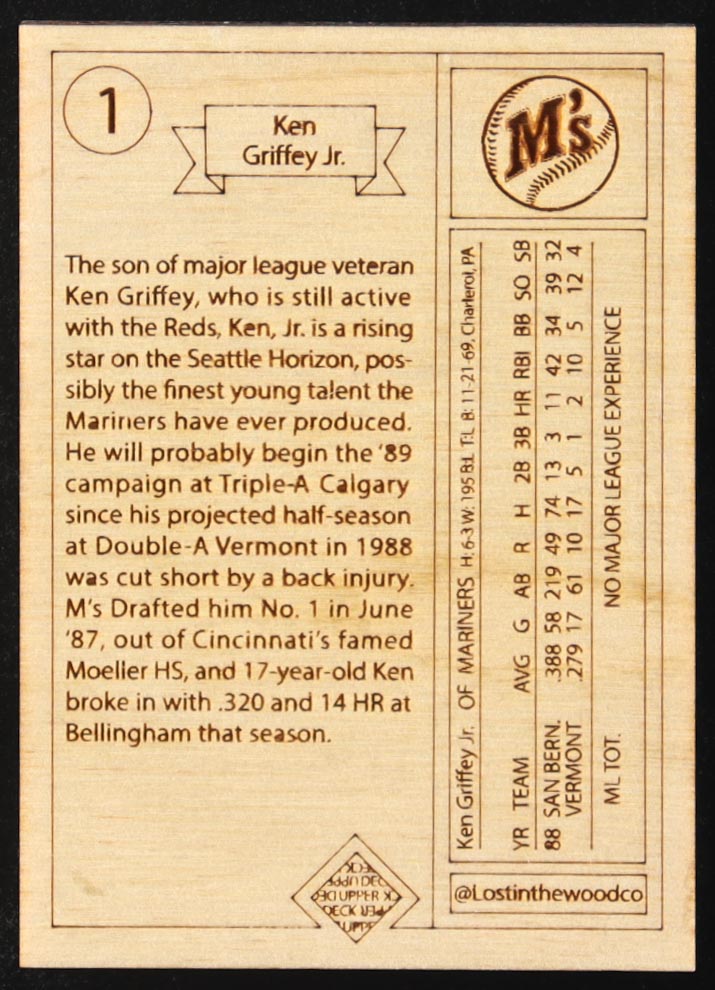 1
Ken
Griffey Jr.
M's
The son of major league veteran
Ken Griffey, who is still active
with the Reds, Ken, Jr. is a rising
star on the Seattle Horizon, pos-
sibly the finest young talent the
Mariners have ever produced.
He will probably begin the '89
campaign at Triple-A Calgary
since his projected half-season
at Double-A Vermont in 1988
was cut short by a back injury.
M's Drafted him No. 1 in June
'87, out of Cincinnati's famed
Moeller HS, and 17-year-old Ken
broke in with .320 and 14 HR at
Bellingham that season.
Ken Griffey Jr. OF MARINERS H: 6-3 W: 195 B:L T:L B: 11-21-69, Charleroi, PA
YR TEAM AVG G AB R H 2B 3B HR RBI BB SO SB
88 SAN BERN. .388 58 219 49 74 13 3 11 42 34 39 32
VERMONT .279 17 61 10 17 5 1 2 10 5 12 4
ML TOT. NO MAJOR LEAGUE EXPERIENCE
UPPER
DECK
@Lostinthewoodco